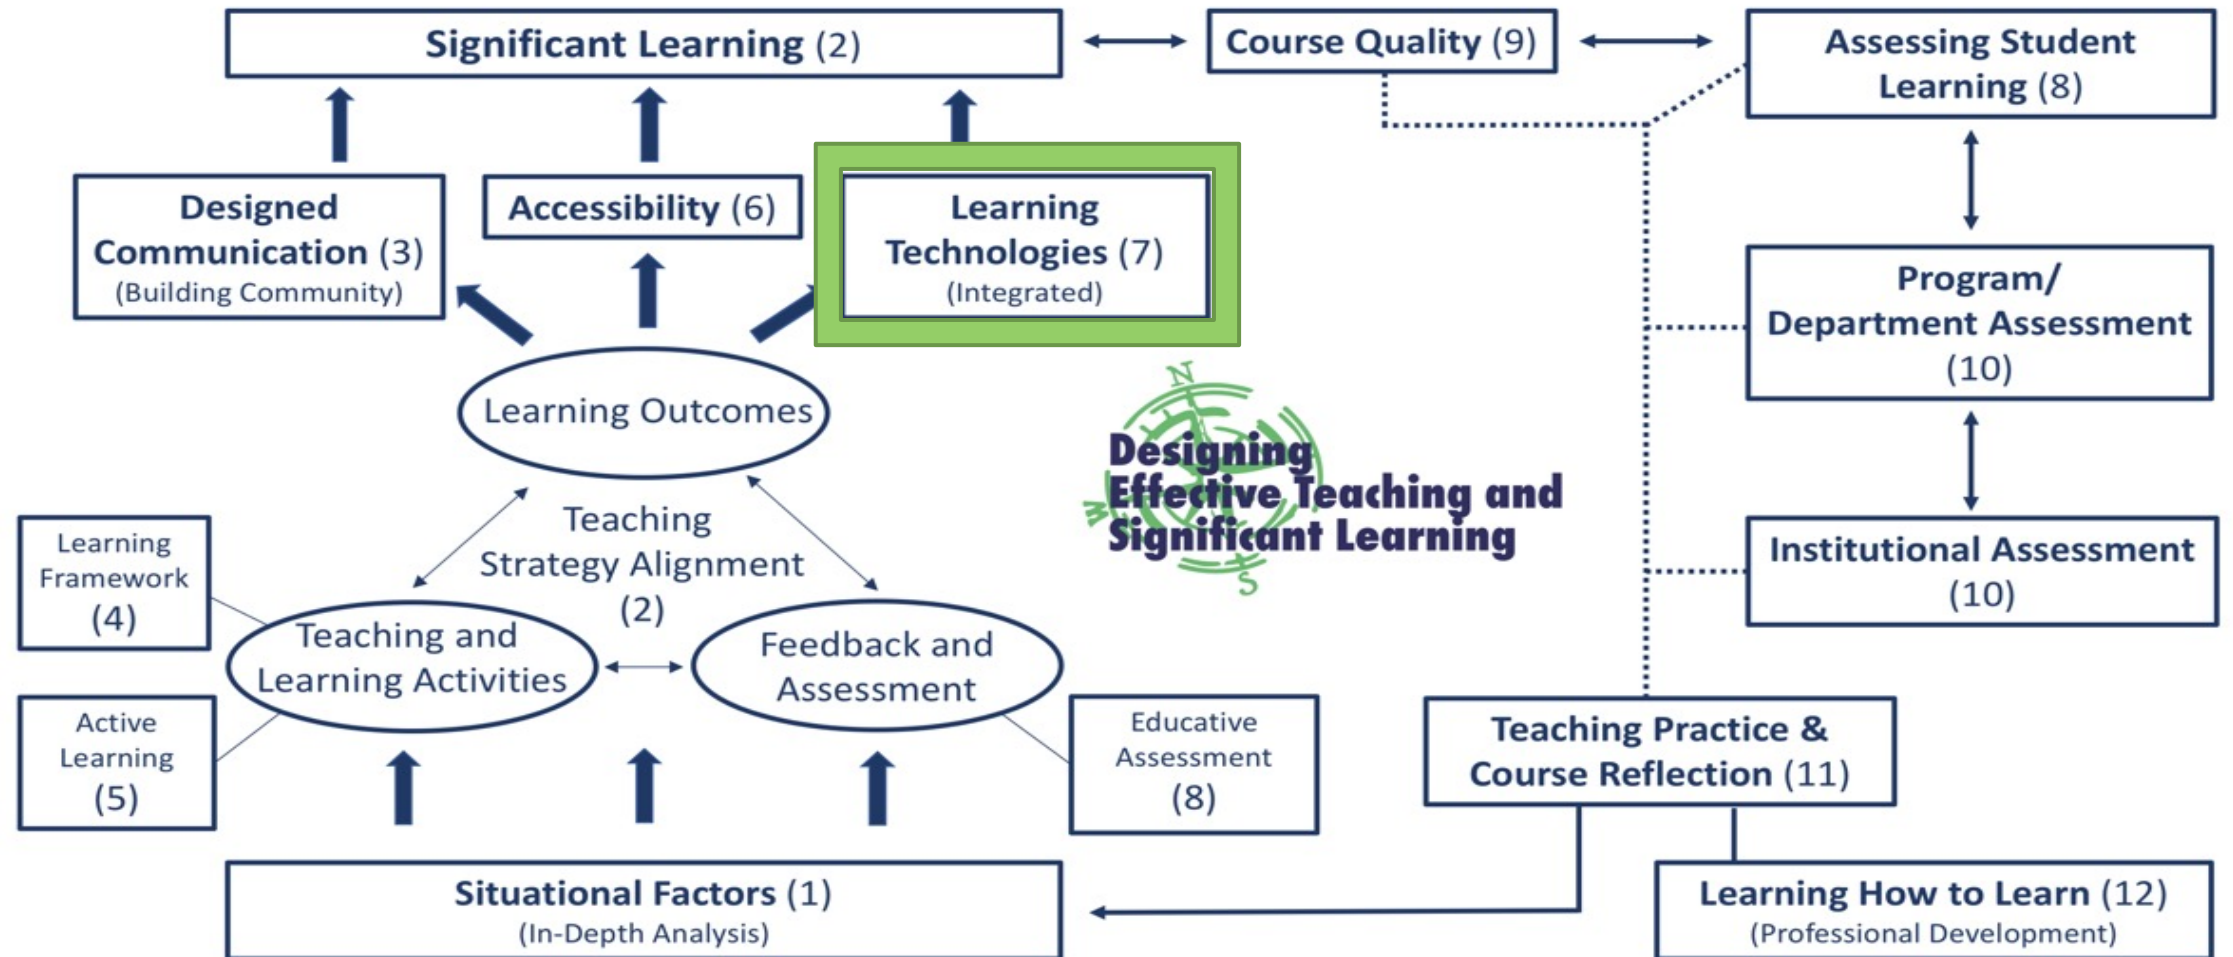 Significant Learning (2)
Course Quality (9)
Assessing Student
Learning (8)
Designed
Communication (3)
(Building Community)
Accessibility (6)
Learning
Technologies (7)
(Integrated)
Program/
Department Assessment
(10)
Learning Outcomes
N
W
S
Designing
Effective Teaching and
Significant Learning
Teaching
Strategy Alignment
(2)
Learning
Framework
(4)
Institutional Assessment
(10)
Teaching and
Learning Activities
Feedback and
Assessment
Active
Learning
(5)
Educative
Assessment
(8)
Teaching Practice &
Course Reflection (11)
Situational Factors (1)
(In-Depth Analysis)
Learning How to Learn (12)
(Professional Development)